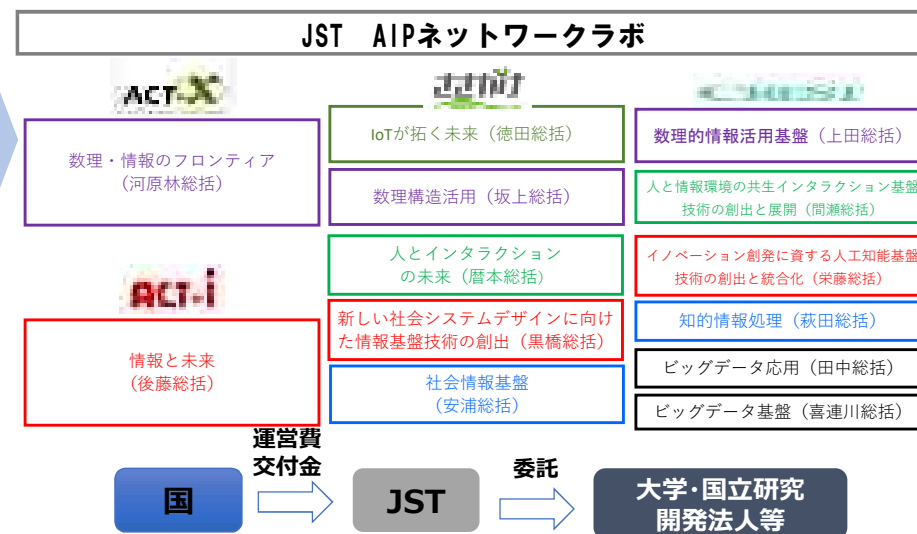 JST AIPネットワークラボ
ACT-X
数理・情報のフロンティア
(河原林総括)
ACT-i
情報と未来
(後藤総括)
さきがけ
IoTが拓く未来(徳田総括)
数理構造活用(坂上総括)
人とインタラクション
の未来(暦本総括)
新しい社会システムデザインに向け
た情報基盤技術の創出(黒橋総括)
社会情報基盤
(安浦総括)
数理的情報活用基盤(上田総括)
人と情報環境の共生インタラクション基盤
技術の創出と展開(間瀬総括)
イノベーション創発に資する人工知能基盤
技術の創出と統合化(栄藤総括)
知的情報処理(萩田総括)
ビッグデータ応用(田中総括)
ビッグデータ基盤(喜連川総括)
国
運営費
交付金
JST
委託
大学・国立研究
開発法人等